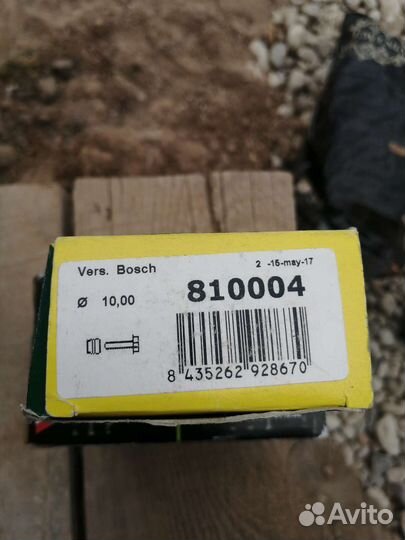 Vers. Bosch
2 -15-may-17
Ø 10,00
810004
8 435262 928670
Avito